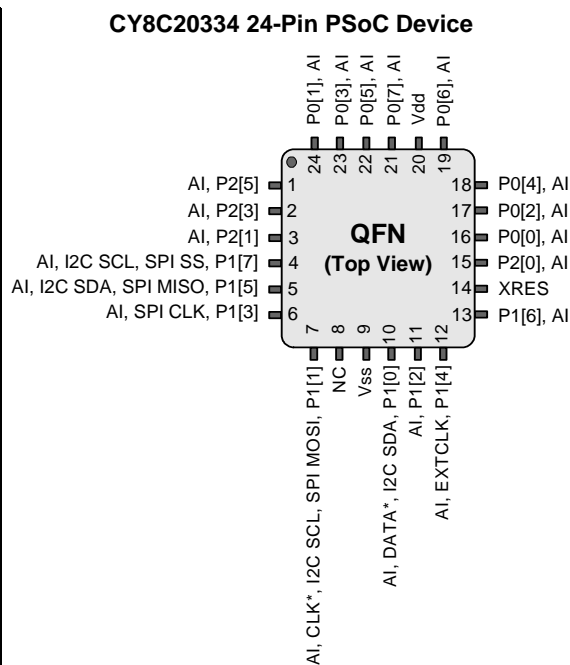 CY8C20334 24-Pin PSoC Device
P0[1], AI
P0[3], AI
P0[5], AI
P0[7], AI
Vdd
P0[6], AI
24
23
22
21
20
19
AI, P2[5]
1
AI, P2[3]
2
AI, P2[1]
3
AI, I2C SCL, SPI SS, P1[7]
4
AI, I2C SDA, SPI MISO, P1[5]
5
AI, SPI CLK, P1[3]
6
QFN
(Top View)
18
P0[4], AI
17
P0[2], AI
16
P0[0], AI
15
P2[0], AI
14
XRES
13
P1[6], AI
7
8
9
10
11
12
AI, CLK*, I2C SCL, SPI MOSI, P1[1]
NC
Vss
AI, DATA*, I2C SDA, P1[0]
AI, P1[2]
AI, EXTCLK, P1[4]